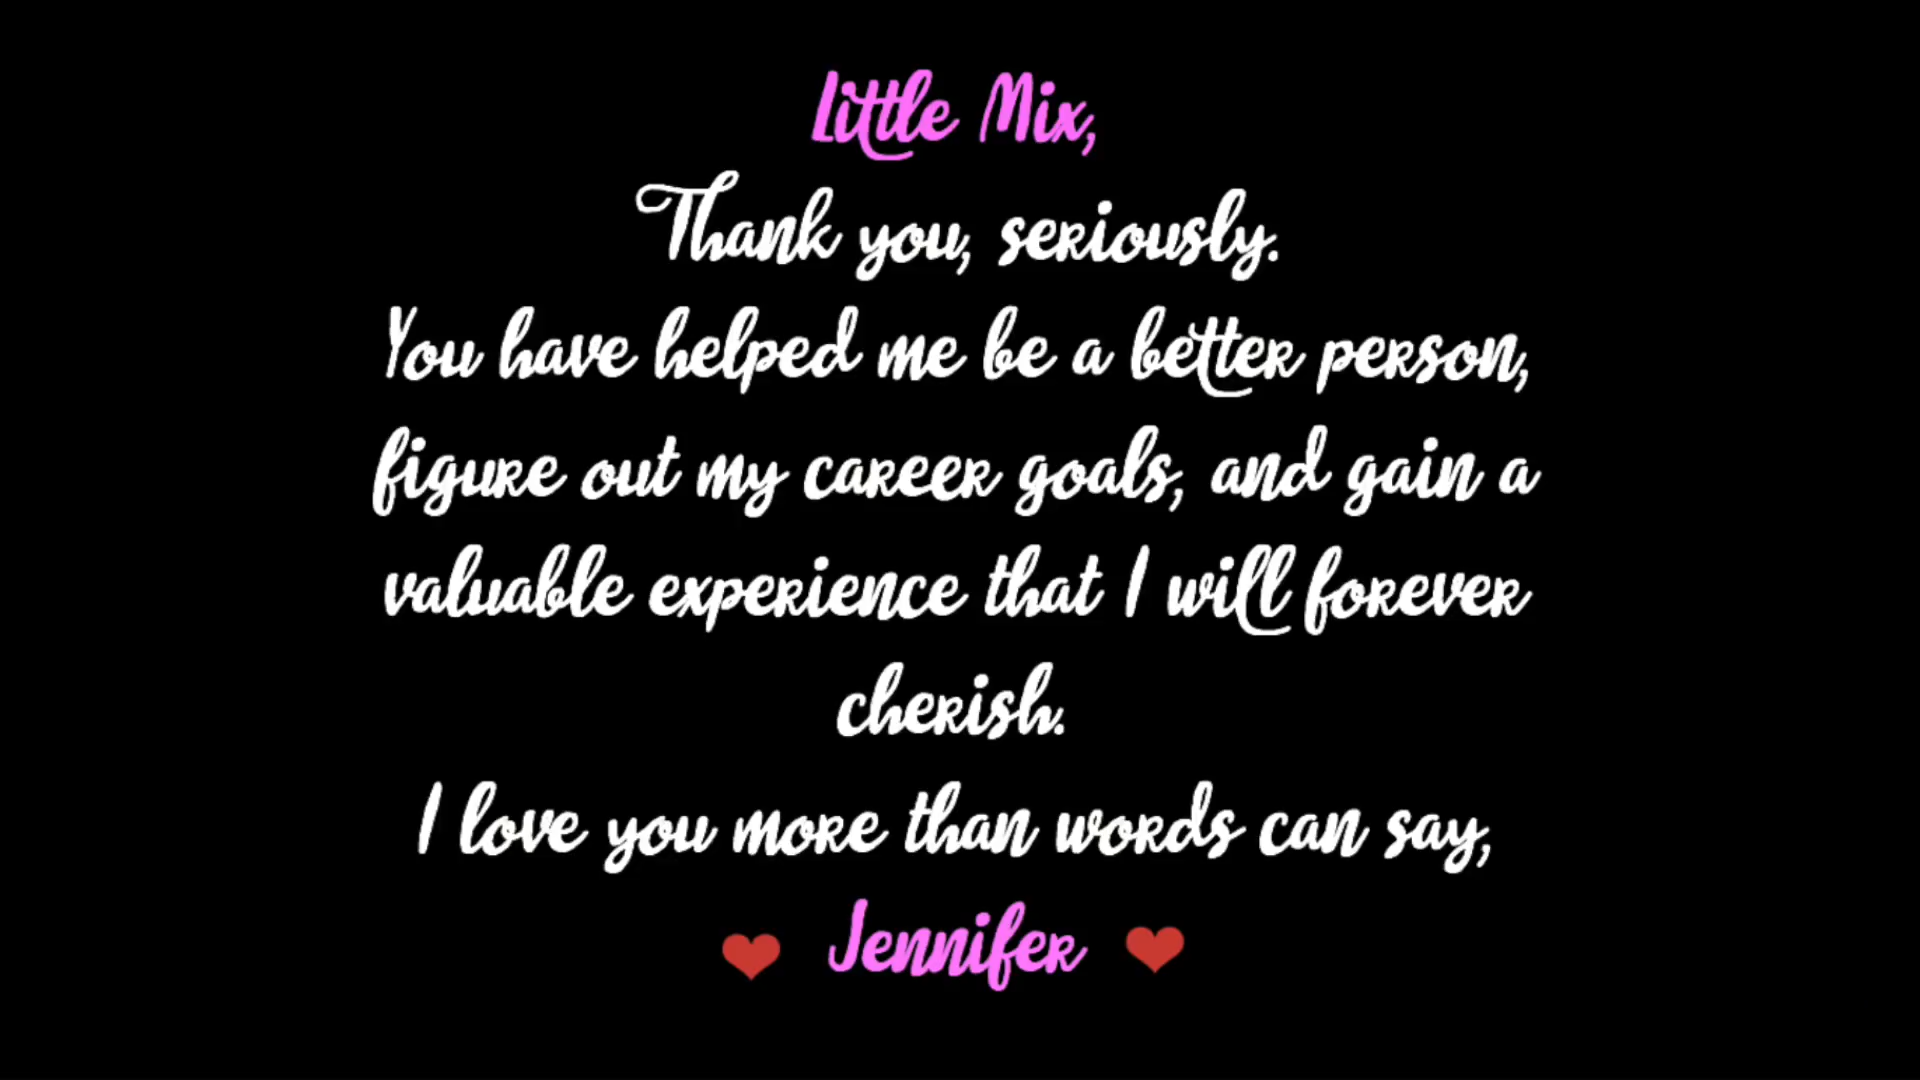 Little Mix,
Thank you, seriously.
You have helped me be a better person,
figure out my career goals, and gain a
valuable experience that I will forever
cherish.
I love you more than words can say,
❤ Jennifer ❤